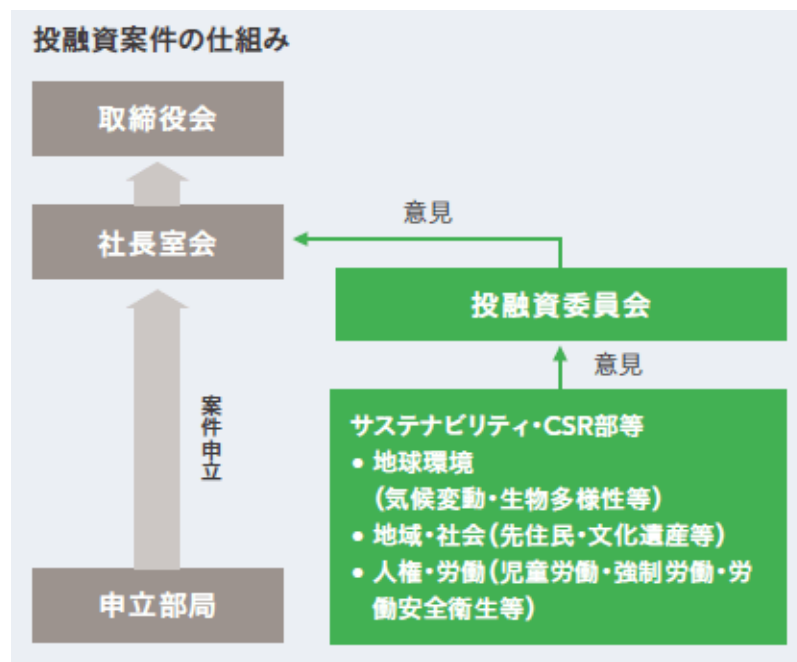 投融資案件の仕組み
取締役会
社長室会
意見
投融資委員会
意見
案件申立
サステナビリティ・CSR部等
• 地球環境
(気候変動・生物多様性等)
• 地域・社会(先住民・文化遺産等)
• 人権・労働(児童労働・強制労働・労
働安全衛生等)
申立部局